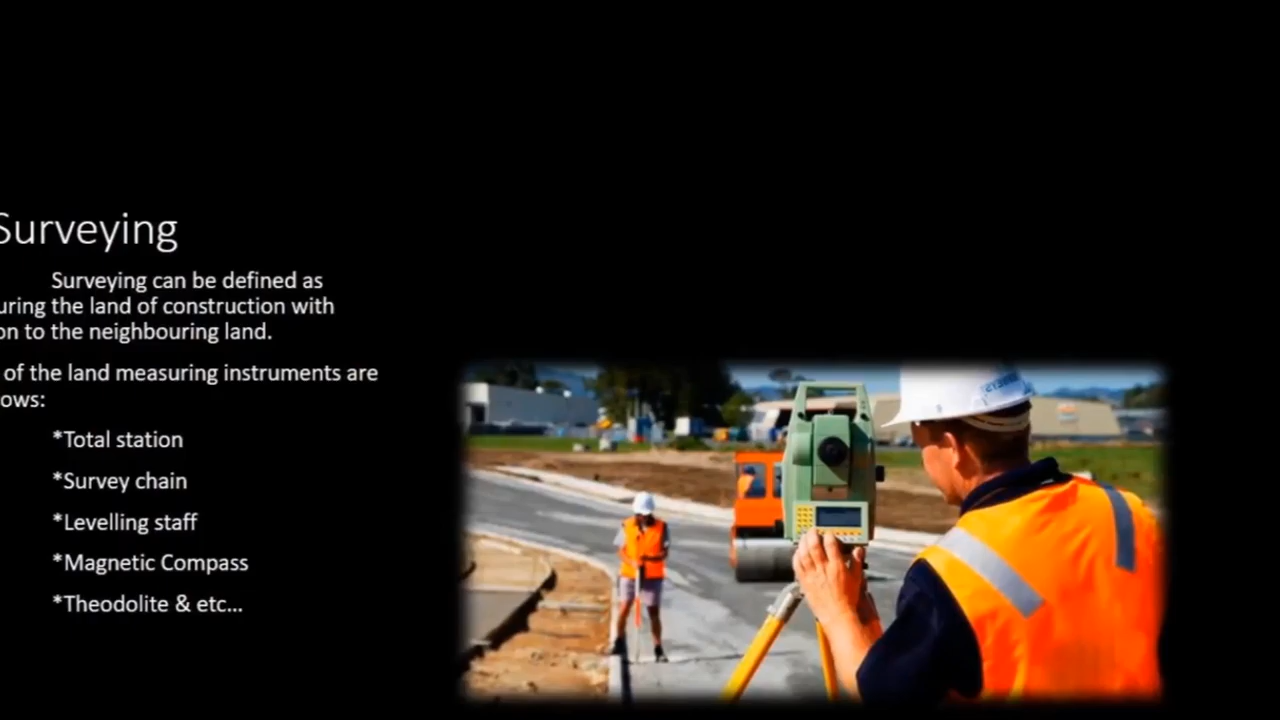 Surveying
Surveying can be defined as
uring the land of construction with
on to the neighbouring land.
of the land measuring instruments are
ows:
*Total station
*Survey chain
*Levelling staff
*Magnetic Compass
*Theodolite & etc...